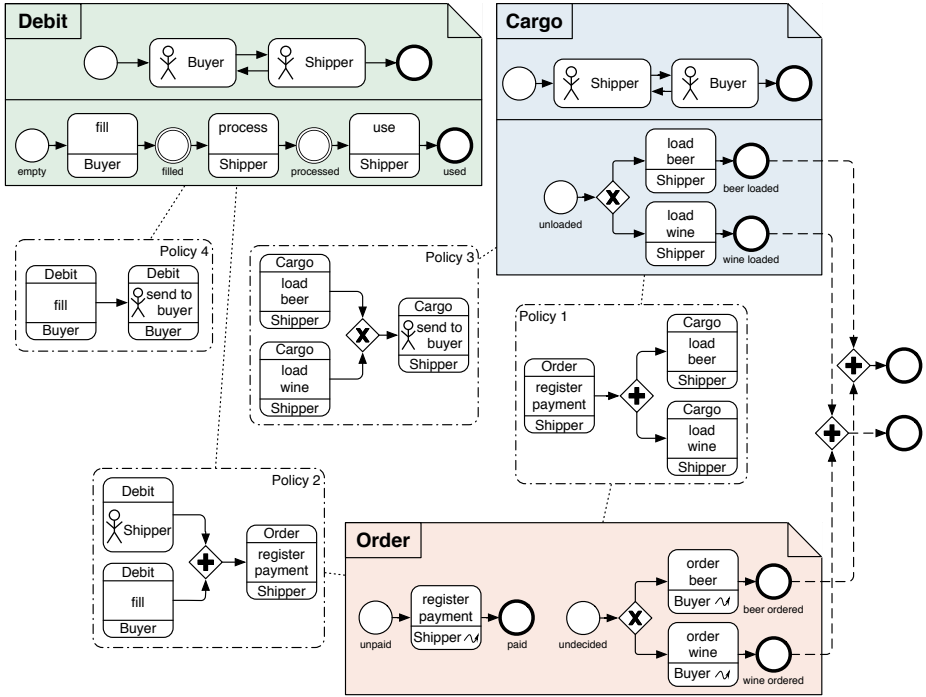 Debit
Buyer
Shipper
fill
Buyer
process
Shipper
use
Shipper
empty
filled
processed
used
Cargo
Shipper
Buyer
load
beer
Shipper
beer loaded
unloaded
load
wine
Shipper
wine loaded
Policy 4
Debit
fill
Buyer
Debit
send to
buyer
Buyer
Policy 3
Cargo
load
beer
Shipper
Cargo
load
wine
Shipper
Cargo
send to
buyer
Shipper
Policy 1
Order
register
payment
Shipper
Cargo
load
beer
Shipper
Cargo
load
wine
Shipper
Policy 2
Debit
Shipper
Debit
fill
Buyer
Order
register
payment
Shipper
Order
unpaid
register
payment
Shipper
paid
undecided
order
beer
Buyer
beer ordered
order
wine
Buyer
wine ordered